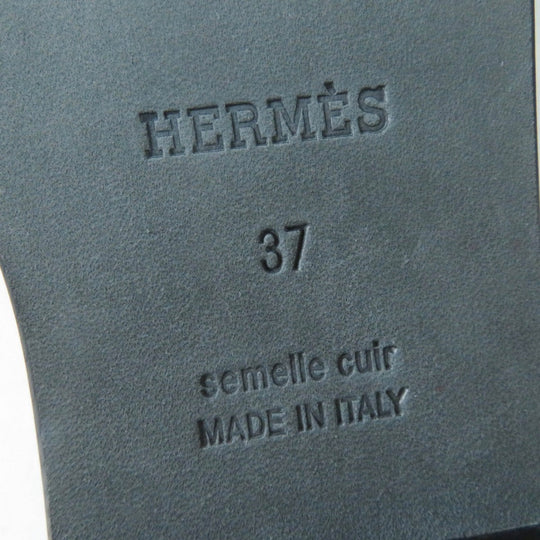 HERMÈS
37
semelle cuir
MADE IN ITALY